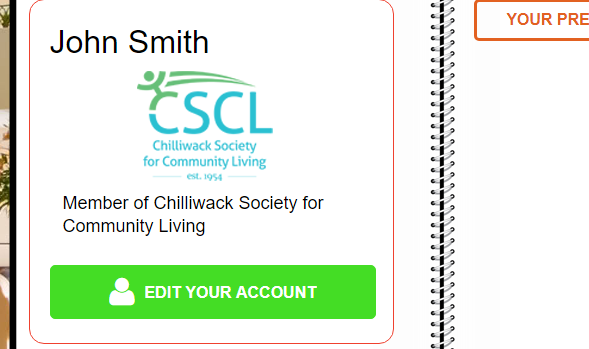 John Smith
YOUR PRE
CSCL
Chilliwack Society
for Community Living
est. 1954
Member of Chilliwack Society for
Community Living
EDIT YOUR ACCOUNT